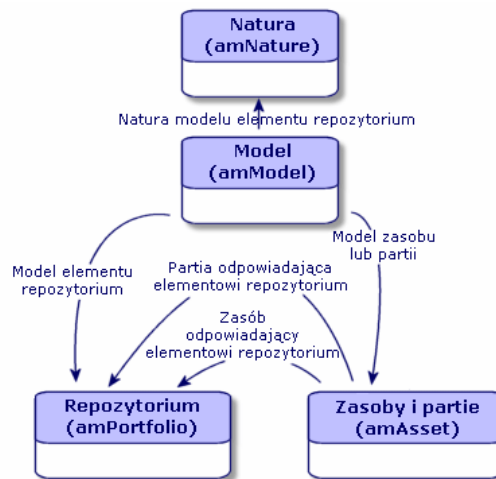 Natura
(amNature)
Natura modelu elementu repozytorium
Model
(amModel)
Model zasobu
lub partii
Model elementu
repozytorium
Partia odpowiadająca
elementowi repozytorium
Zasób
odpowiadający
elementowi repozytorium
Repozytorium
(amPortfolio)
Zasoby i partie
(amAsset)